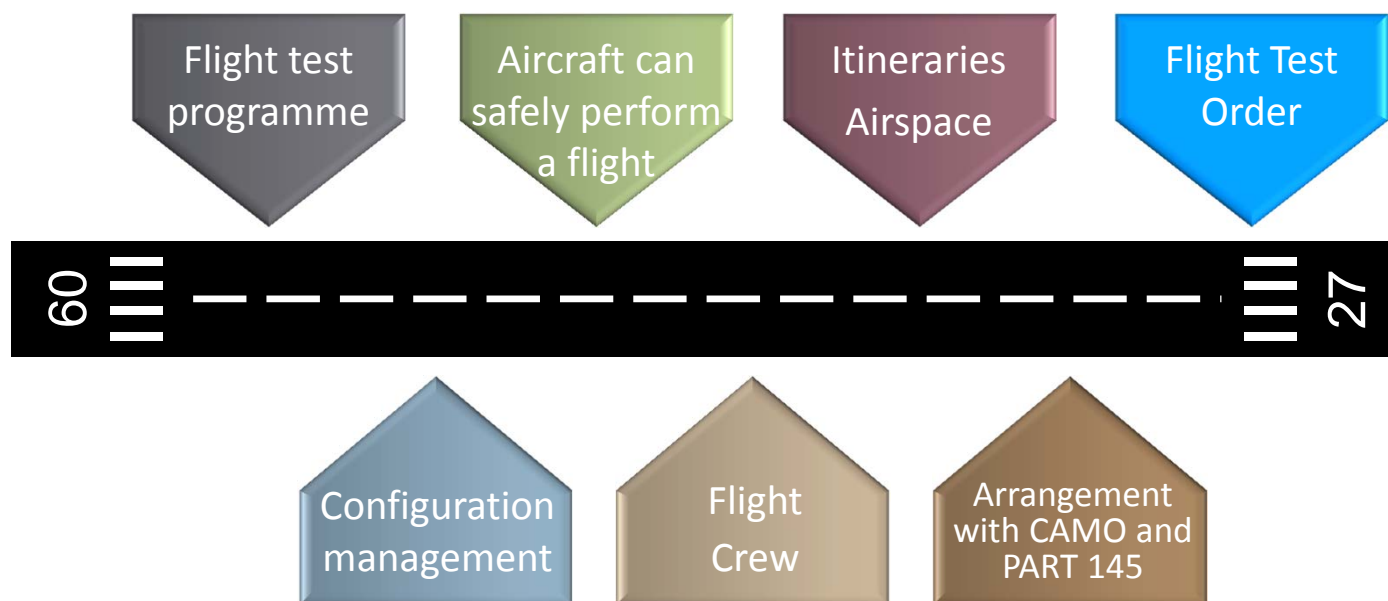 Flight test
programme
Aircraft can
safely perform
a flight
Itineraries
Airspace
Flight Test
Order
09
27
Configuration
management
Flight
Crew
Arrangement
with CAMO and
PART 145